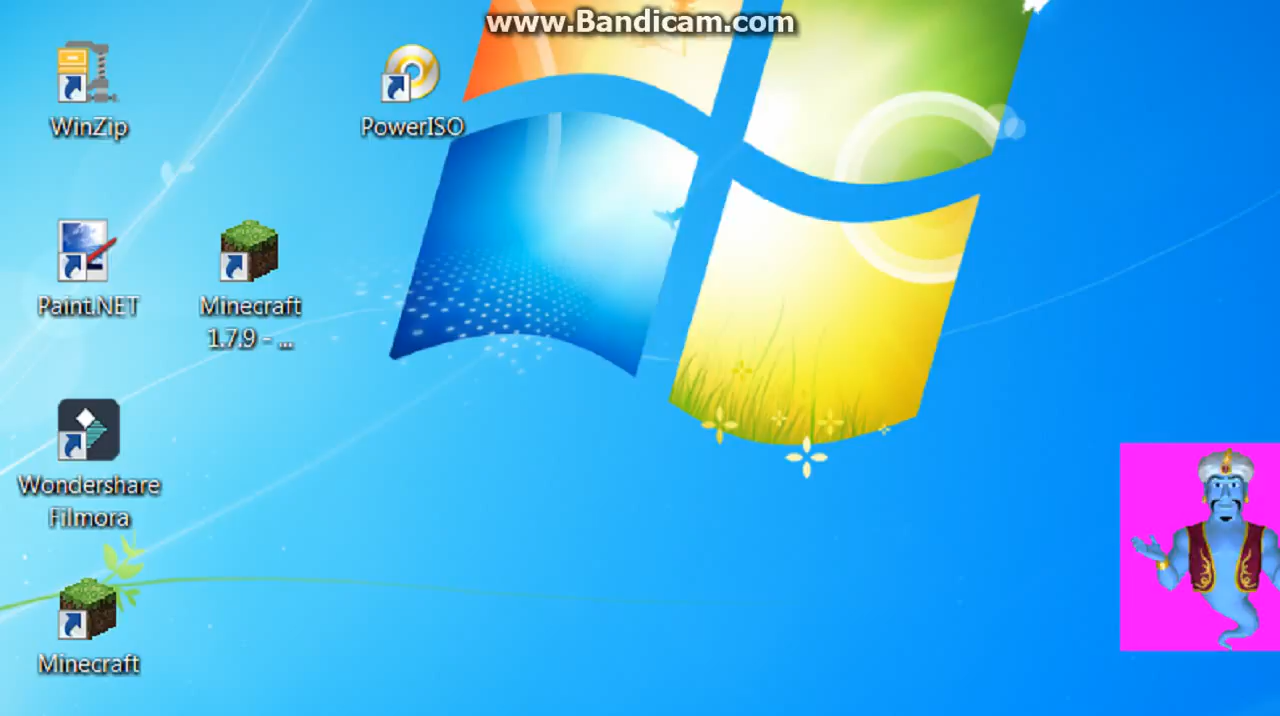 www.Bandicam.com
WinZip
PowerISO
Paint.NET
Minecraft
1.7.9 - ...
Wondershare
Filmora
Minecraft